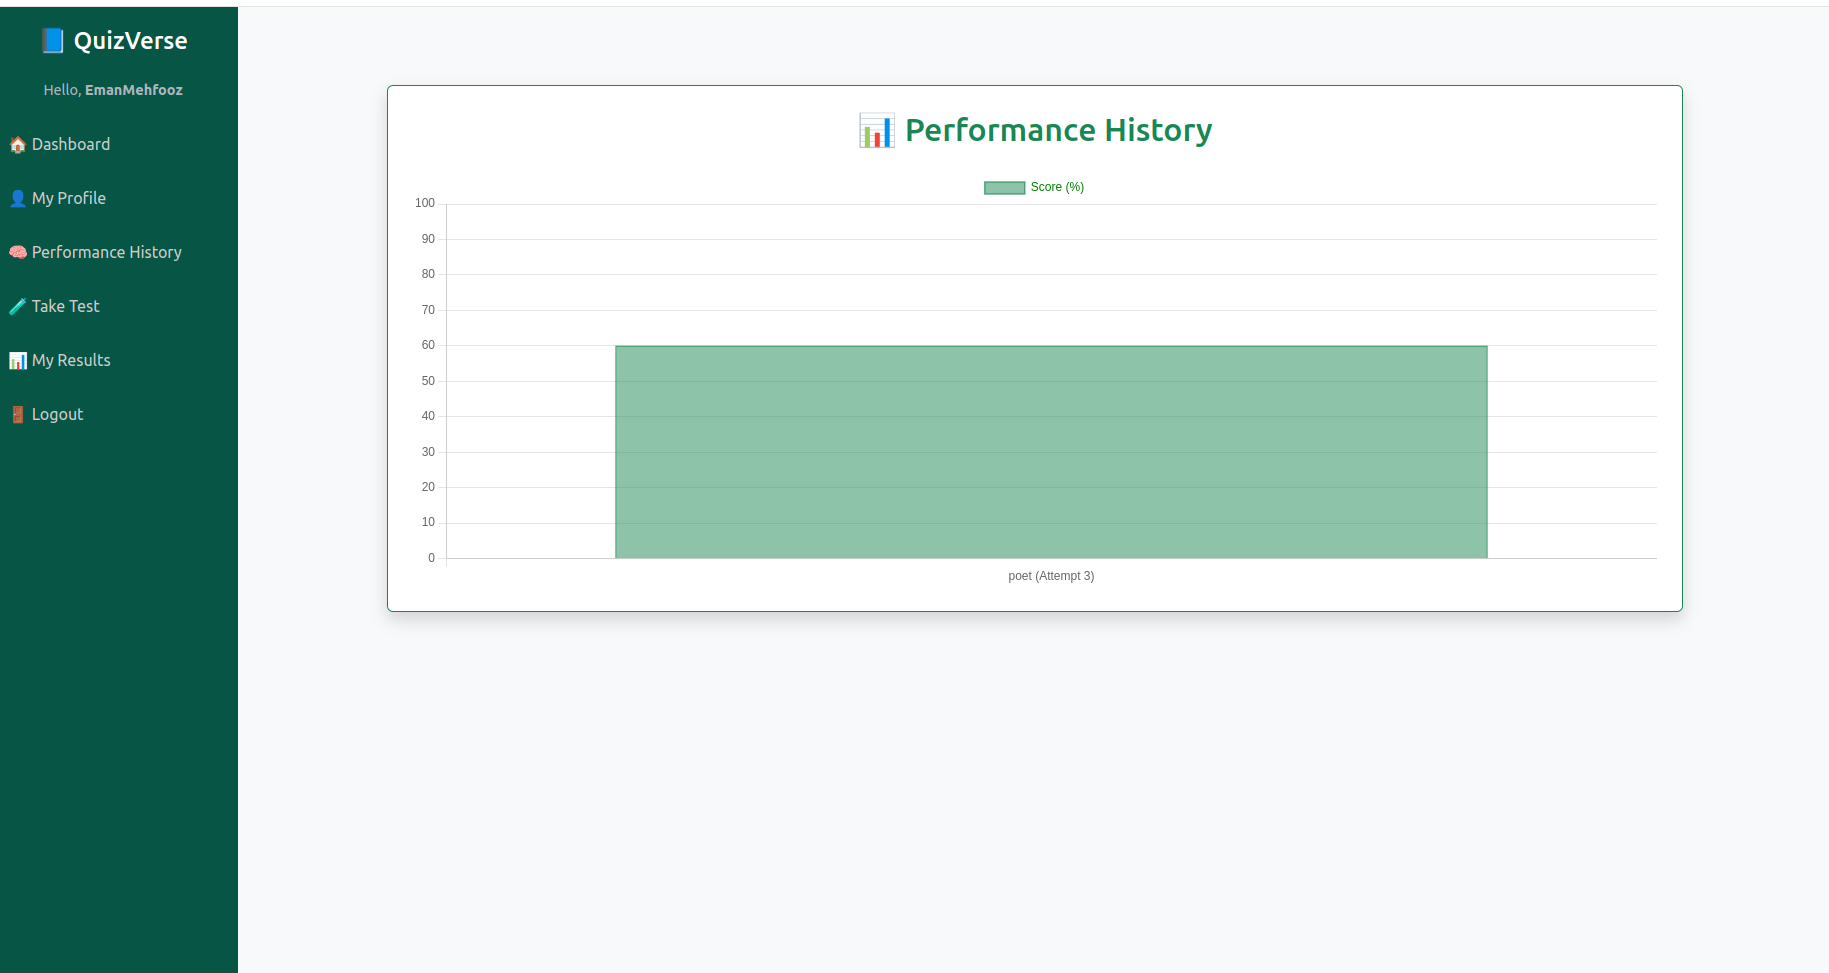 QuizVerse
Hello, EmanMehfooz
Dashboard
My Profile
Performance History
Take Test
My Results
Logout
Performance History
Score (%)
100
90
80
70
60
50
40
30
20
10
0
poet (Attempt 3)